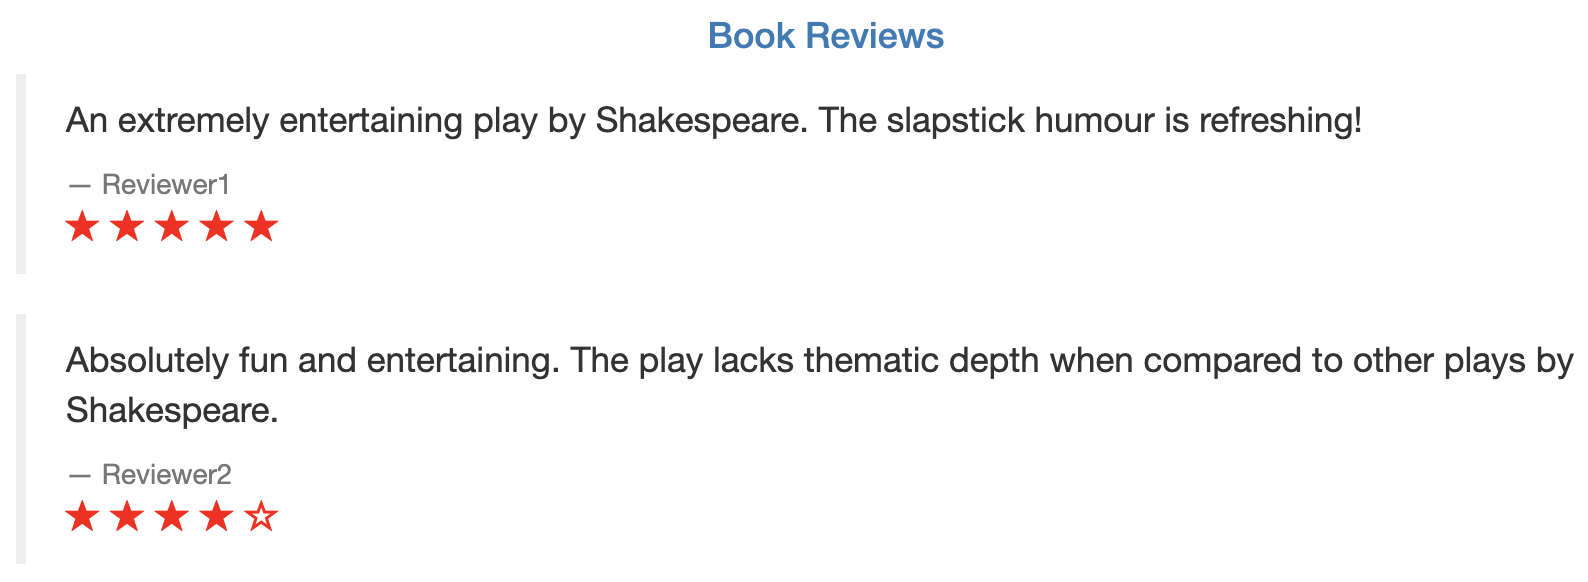 Book Reviews
An extremely entertaining play by Shakespeare. The slapstick humour is refreshing!
— Reviewer1
Absolutely fun and entertaining. The play lacks thematic depth when compared to other plays by
Shakespeare.
— Reviewer2